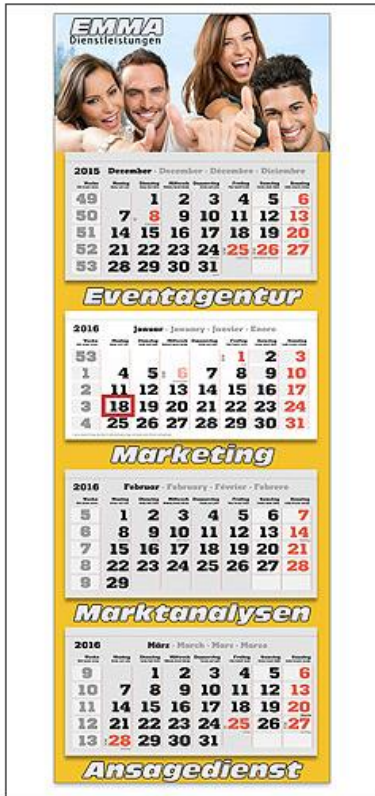 EMMA
Dienstleistungen
2015 Dezember - December - Décembre - Diciembre
49 1 2 3 4 5 6
50 7 8 9 10 11 12 13
51 14 15 16 17 18 19 20
52 21 22 23 24 25 26 27
53 28 29 30 31
Eventagentur
2016 Januar - January - Janvier - Enero
53 1 2 3
1 4 5 6 7 8 9 10
2 11 12 13 14 15 16 17
3 18 19 20 21 22 23 24
4 25 26 27 28 29 30 31
Marketing
2016 Februar - February - Février - Febrero
5 1 2 3 4 5 6 7
6 8 9 10 11 12 13 14
7 15 16 17 18 19 20 21
8 22 23 24 25 26 27 28
9 29
Marktanalysen
2016 März - March - Mars - Marzo
9 1 2 3 4 5 6
10 7 8 9 10 11 12 13
11 14 15 16 17 18 19 20
12 21 22 23 24 25 26 27
13 28 29 30 31
Ansagedienst